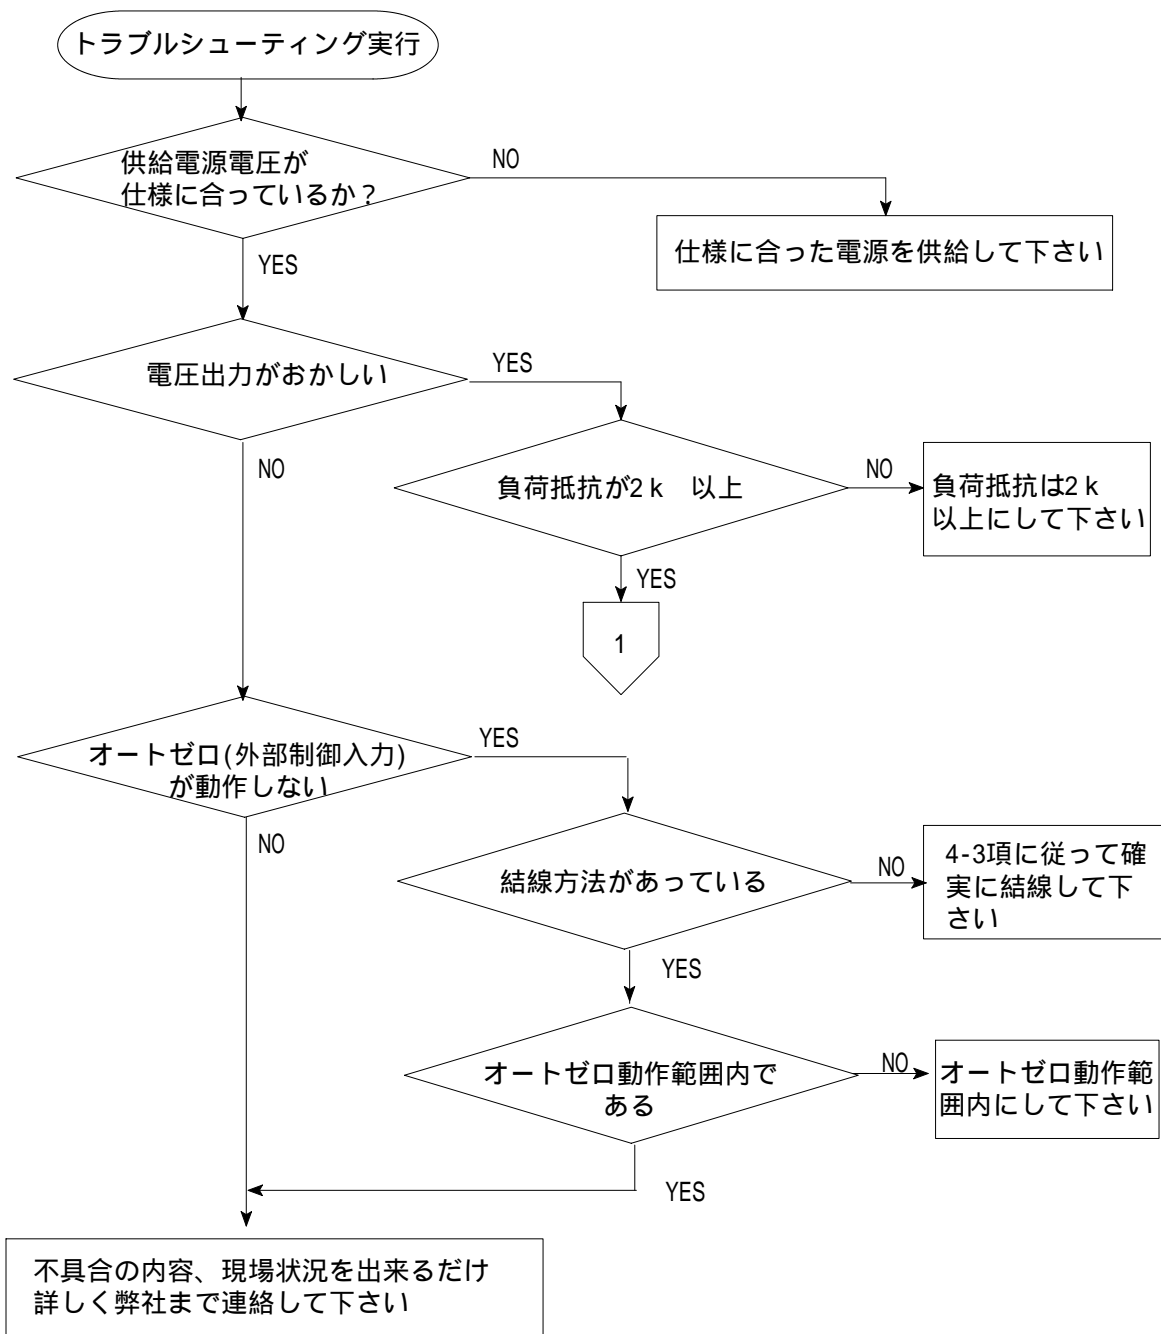 トラブルシューティング実行
供給電源電圧が
仕様に合っているか？
NO
仕様に合った電源を供給して下さい
YES
電圧出力がおかしい
YES
NO
負荷抵抗が2ｋ　以上
NO
負荷抵抗は2ｋ
以上にして下さい
YES
1
オートゼロ(外部制御入力)
が動作しない
YES
NO
結線方法があっている
NO
4-3項に従って確
実に結線して下
さい
YES
オートゼロ動作範囲内で
ある
NO
オートゼロ動作範
囲内にして下さい
YES
不具合の内容、現場状況を出来るだけ
詳しく弊社まで連絡して下さい